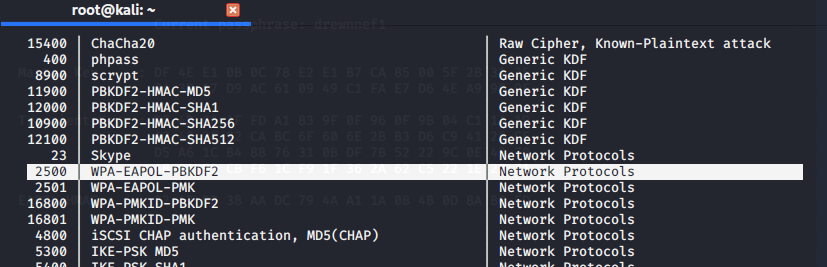 root@kali: ~
Current passphrase: drewnnef1
15400 | ChaCha20 | Raw Cipher, Known-Plaintext attack
400 | phpass | Generic KDF
8900 | scrypt | Generic KDF
11900 | PBKDF2-HMAC-MD5 | Generic KDF
12000 | PBKDF2-HMAC-SHA1 | Generic KDF
10900 | PBKDF2-HMAC-SHA256 | Generic KDF
12100 | PBKDF2-HMAC-SHA512 | Generic KDF
23 | Skype | Network Protocols
2500 | WPA-EAPOL-PBKDF2 | Network Protocols
2501 | WPA-EAPOL-PMK | Network Protocols
16800 | WPA-PMKID-PBKDF2 | Network Protocols
16801 | WPA-PMKID-PMK | Network Protocols
4800 | iSCSI CHAP authentication, MD5(CHAP) | Network Protocols
5300 | IKE-PSK MD5 | Network Protocols
5400 | IKE-PSK SHA1 | Network Protocols